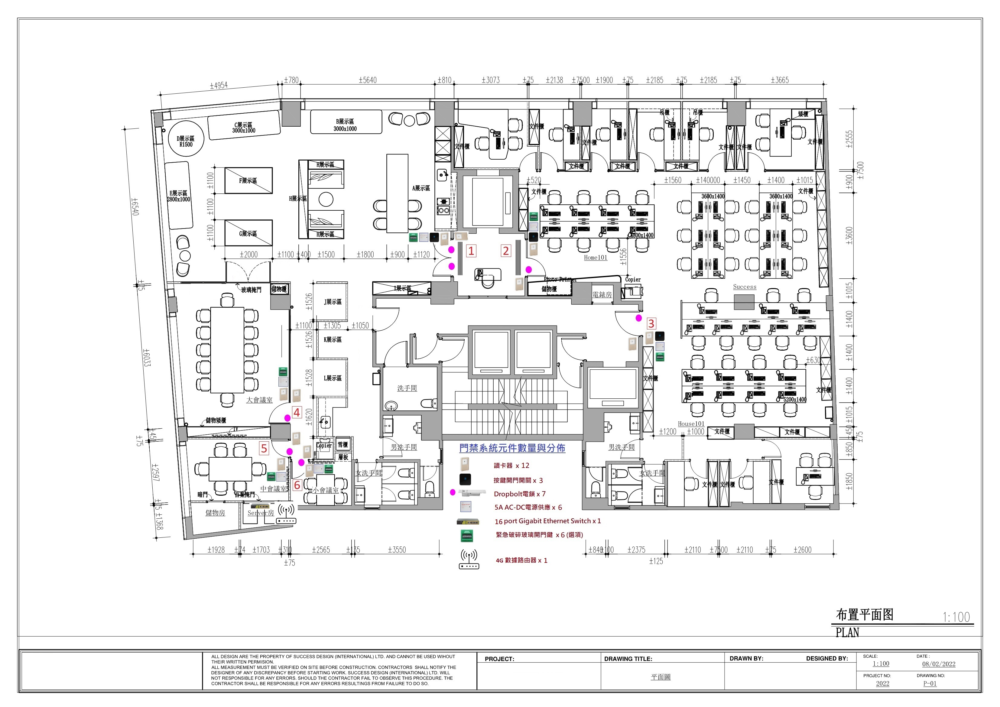 ±4954
±780
±5640
±810
±3073
±75
±2138
±7500
±1900
±75
±2185
±75
±2185
±75
±3665
C展示區
3000x1000
B展示區
3000x1000
D展示區
R1500
E展示區
2800x1000
F展示區
G展示區
H展示區
H展示區
H展示區
A展示區
文件櫃
文件櫃
文件櫃
文件櫃
文件櫃
文件櫃
吊櫃
吊櫃
文件櫃
文件櫃
文件櫃
矮櫃
文件櫃
±2555
±7500
±900
±3600
±1015
±1400
±1400
±1400
±1015
±450
±75
±850
±1850
±520
文件櫃
±1560
±140000
±1450
±1400
±1015
文件櫃
3600x1400
3600x1400
4800x1400
±1556
Home101
±6540
±75
±6033
±450
±75
±2597
±75
±1368
±1100
±1100
±1100
±2000
±1100
±400
±1500
±1800
±900
±1120
1
2
玻璃掩門
儲物櫃
I展示區
Photo Printer
儲物櫃
電錶房
Copier
Success
±1526
J展示區
±1100
±1305
±1050
±1526
K展示區
±1528
L展示區
±1620
3
±630
文件櫃
文件櫃
5200x1400
House101
文件櫃
文件櫃
±1200
±1000
大會議室
4
儲物矮櫃
TV
5
Copier
雪櫃
層板
洗手間
男洗手間
女洗手間
男洗手間
女洗手間
文件櫃
文件櫃
文件櫃
中會議室
6
小會議室
暗門
百葉掩門
儲物房
Server房
門禁系統元件數量與分佈
讀卡器 x 12
按鍵開門開關 x 3
Dropbolt電鎖 x 7
5A AC-DC電源供應 x 6
16 port Gigabit Ethernet Switch x 1
緊急破碎玻璃開門鍵 x 6 (選項)
4G 數據路由器 x 1
±1928
±74
±1703
±310
±75
±2565
±135
±3550
±840
±100
±2375
±125
±2110
±7500
±2110
±75
±2600
布置平面图
1:100
PLAN
ALL DESIGN ARE THE PROPERTY OF SUCCESS DESIGN (INTERNATIONAL) LTD. AND CANNOT BE USED WIHOUT
THEIR WRITTEN PERMISION.
ALL MEASUREMENT MUST BE VERIFIED ON SITE BEFORE CONSTRUCTION. CONTRACTORS SHALL NOTIFY THE
DESIGNER OF ANY DISCREPANCY BEFORE STARTING WORK. SUCCESS DESIGN (INTERNATIONAL) LTD. WILL
NOT RESPONSIBLE FOR ANY ERRORS. SHOULD THE CONTRACTOR FAIL TO OBSERVE THIS PROCEDURE. THE
CONTRACTOR SHALL BE RESPONSIBLE FOR ANY ERRORS RESULTINGS FROM FAILURE TO DO SO.
PROJECT:
DRAWING TITLE:
平面圖
DRAWN BY:
DESIGNED BY:
SCALE:
1:100
DATE :
08/02/2022
PROJECT NO:
2022
DRAWING NO:
P-01